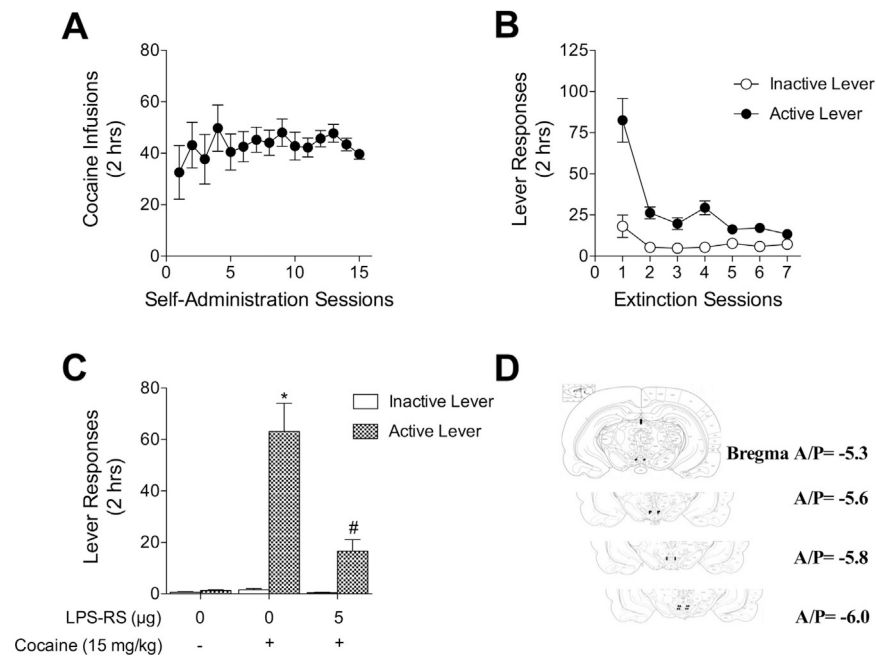 A
80
60
40
20
0
Cocaine Infusions
(2 hrs)
0 5 10 15
Self-Administration Sessions
B
125
100
75
50
25
0
Lever Responses
(2 hrs)
0 1 2 3 4 5 6 7
Extinction Sessions
Inactive Lever
Active Lever
C
80
60
40
20
0
Lever Responses
(2 hrs)
*
#
Inactive Lever
Active Lever
LPS-RS (µg) 0 0 5
Cocaine (15 mg/kg) - + +
D
Bregma A/P= -5.3
A/P= -5.6
A/P= -5.8
A/P= -6.0